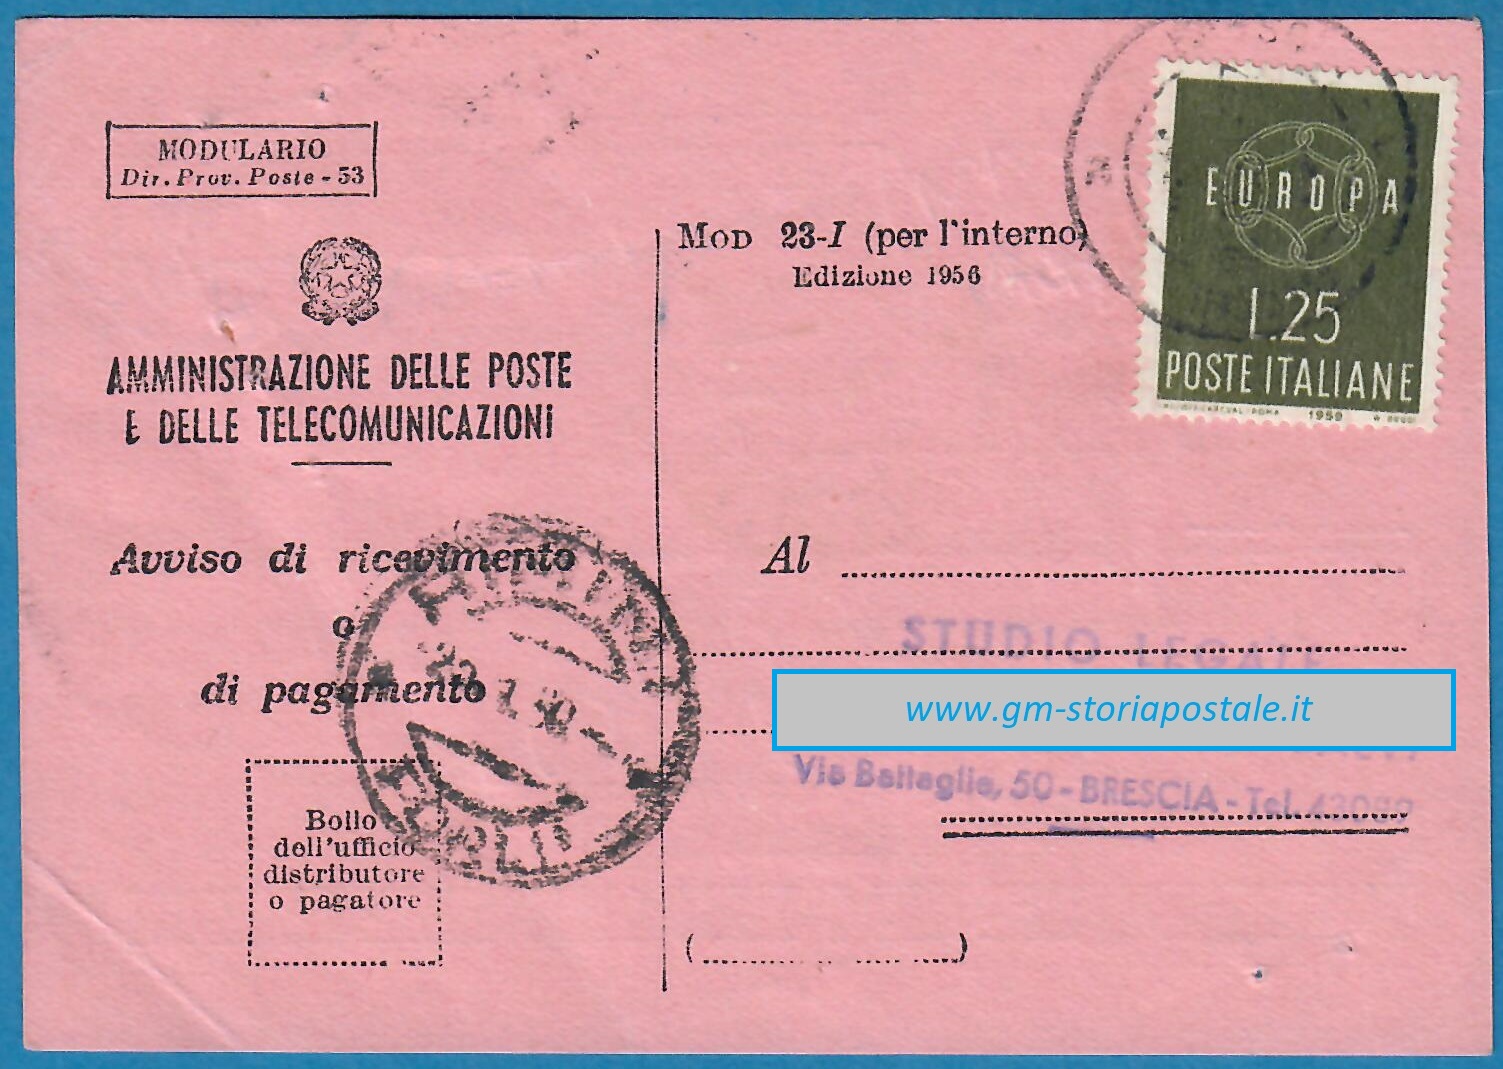 MODULARIO
Dir. Prov. Poste - 53
AMMINISTRAZIONE DELLE POSTE
E DELLE TELECOMUNICAZIONI
Avviso di ricevimento
o
di pagamento
Bollo
dell'ufficio
distributore
o pagatore
FORLI'
Mod 23-I (per l'interno)
Edizione 1956
EUROPA
L.25
POSTE ITALIANE
1959
Al
STUDIO LEGALE
www.gm-storiapostale.it
Via Battaglie, 50 - BRESCIA - Tel. 43089